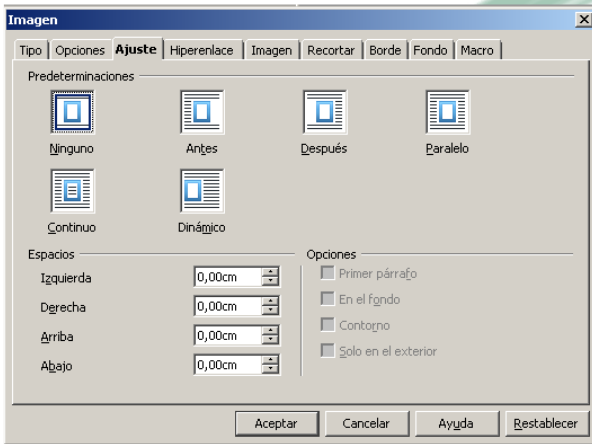 Imagen
Tipo Opciones Ajuste Hiperenlace Imagen Recortar Borde Fondo Macro
Predeterminaciones
Ninguno Antes Después Paralelo
Continuo Dinámico
Espacios Opciones
Izquierda 0,00cm Primer párrafo
Derecha 0,00cm En el fondo
Arriba 0,00cm Contorno
Abajo 0,00cm Solo en el exterior
Aceptar Cancelar Ayuda Restablecer